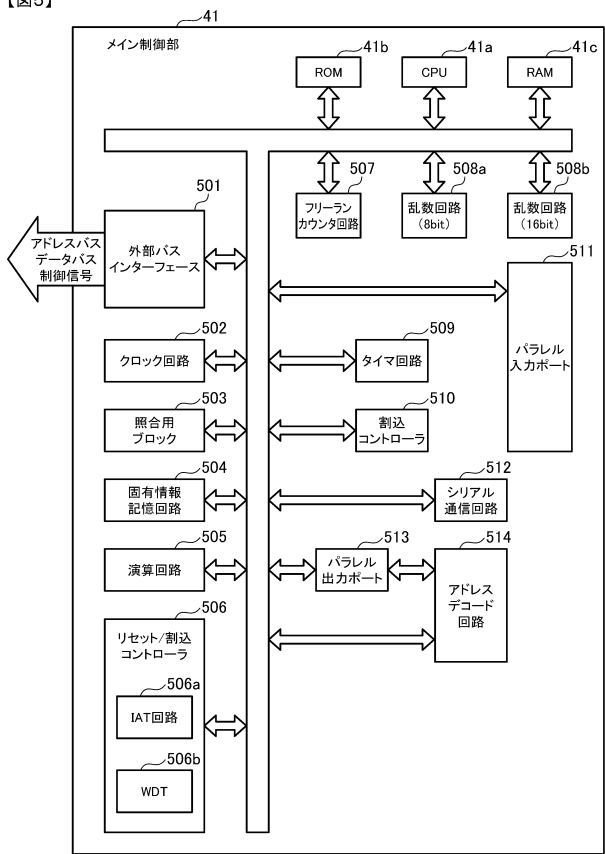 【図5】
41
メイン制御部
41b
41a
41c
ROM
CPU
RAM
507
508a
508b
フリーラン
カウンタ回路
乱数回路
(8bit)
乱数回路
(16bit)
501
外部バス
インターフェース
アドレスバス
データバス
制御信号
511
パラレル
入力ポート
502
クロック回路
509
タイマ回路
503
照合用
ブロック
510
割込
コントローラ
504
固有情報
記憶回路
512
シリアル
通信回路
505
演算回路
513
パラレル
出力ポート
514
アドレス
デコード
回路
506
リセット/割込
コントローラ
506a
IAT回路
506b
WDT